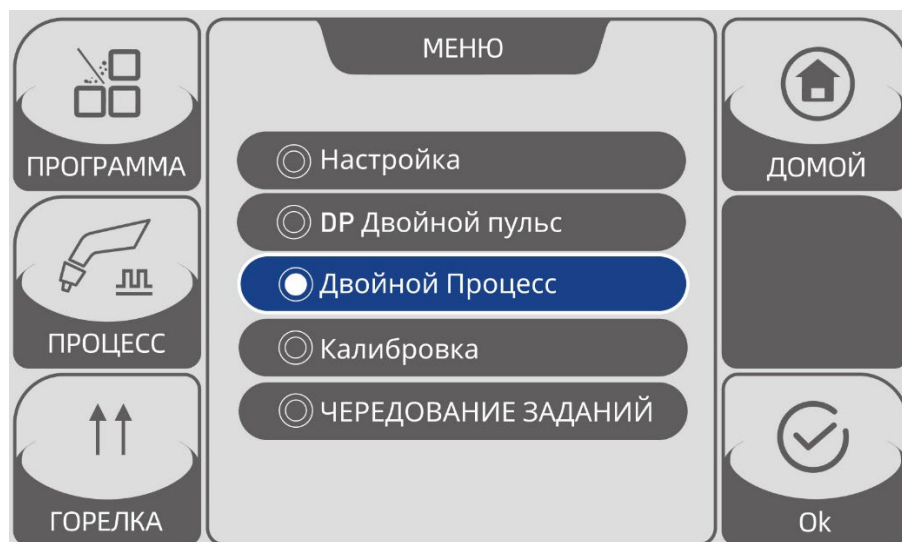 МЕНЮ
ПРОГРАММА
ПРОЦЕСС
ГОРЕЛКА
Настройка
DP Двойной пульс
Двойной Процесс
Калибровка
ЧЕРЕДОВАНИЕ ЗАДАНИЙ
ДОМОЙ
Ok